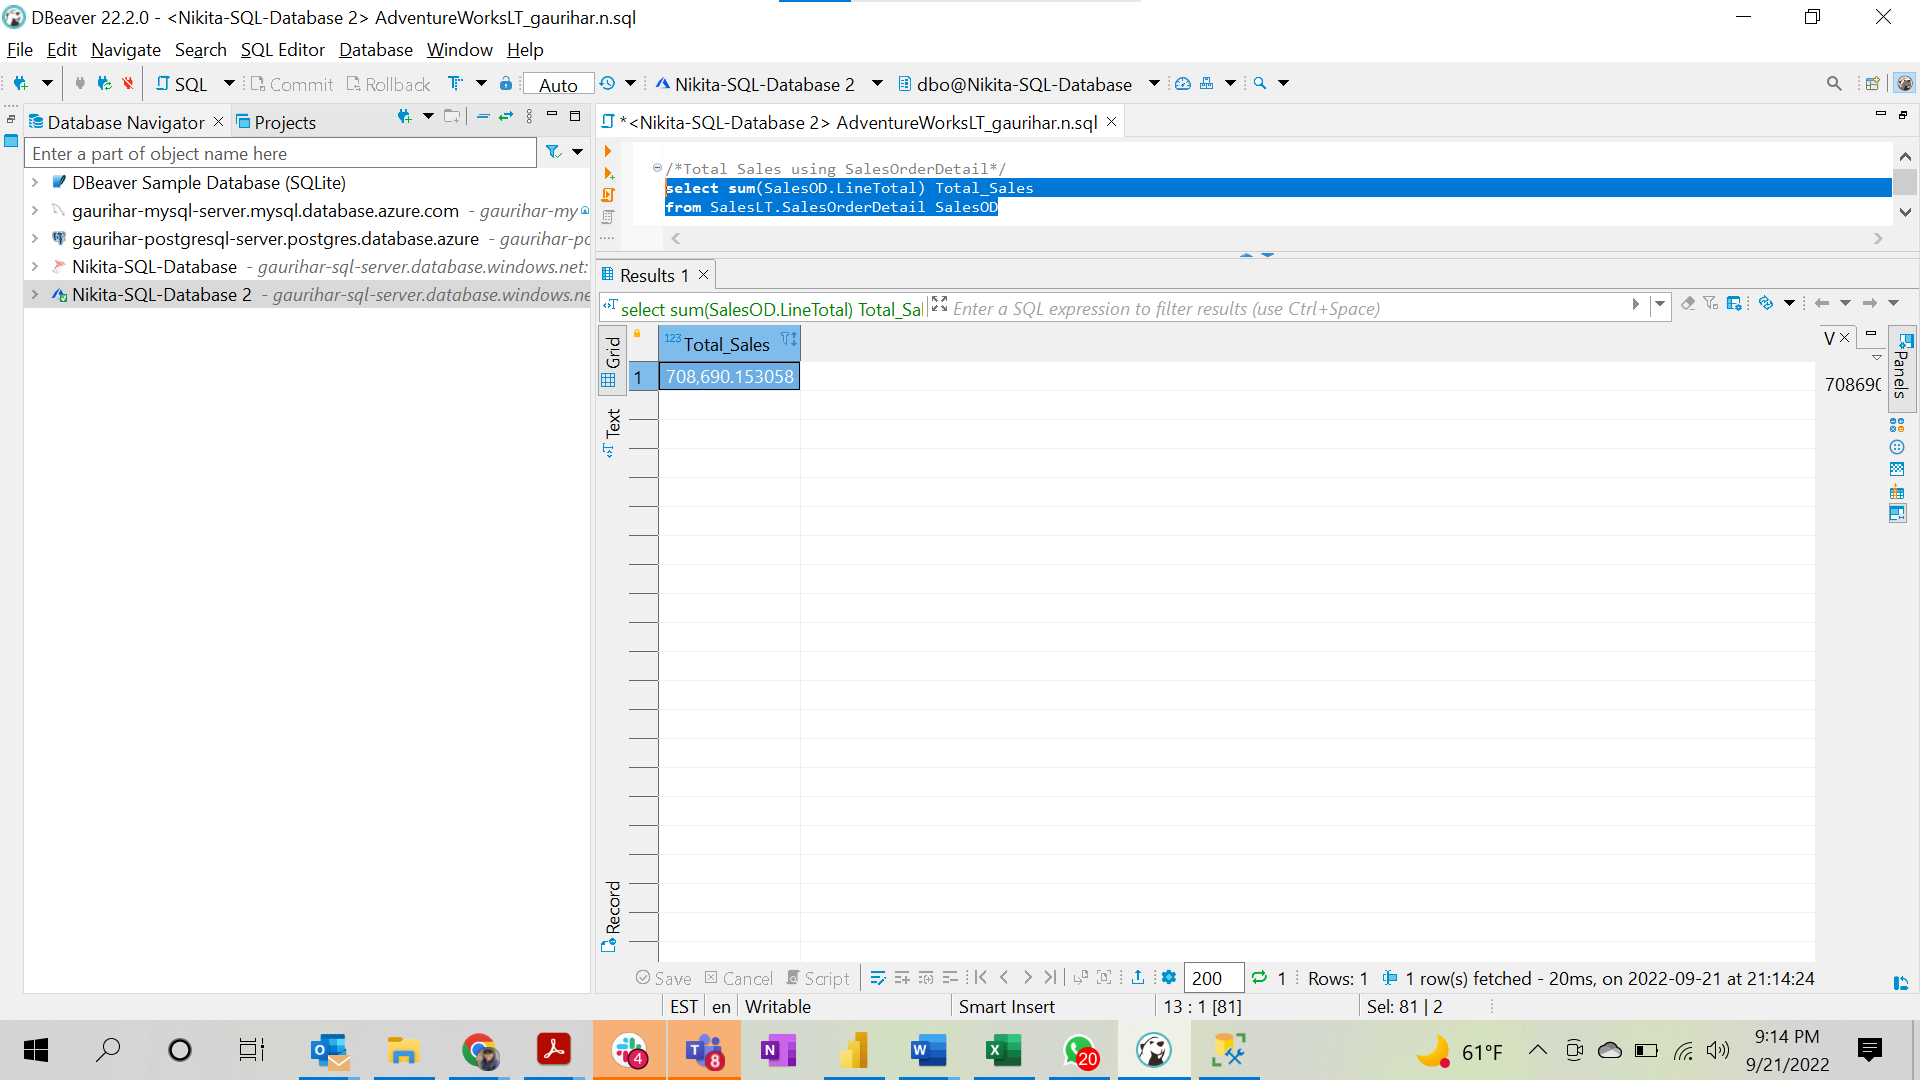 DBeaver 22.2.0 - <Nikita-SQL-Database 2> AdventureWorksLT_gaurihar.n.sql
File Edit Navigate Search SQL Editor Database Window Help
SQL Commit Rollback Auto Nikita-SQL-Database 2 dbo@Nikita-SQL-Database
Database Navigator Projects
Enter a part of object name here
DBeaver Sample Database (SQLite)
gaurihar-mysql-server.mysql.database.azure.com - gaurihar-my
gaurihar-postgresql-server.postgres.database.azure - gaurihar-po
Nikita-SQL-Database - gaurihar-sql-server.database.windows.net:
Nikita-SQL-Database 2 - gaurihar-sql-server.database.windows.ne
*<Nikita-SQL-Database 2> AdventureWorksLT_gaurihar.n.sql
/*Total Sales using SalesOrderDetail*/
select sum(SalesOD.LineTotal) Total_Sales
from SalesLT.SalesOrderDetail SalesOD
Results 1
select sum(SalesOD.LineTotal) Total_Sal Enter a SQL expression to filter results (use Ctrl+Space)
Grid
Text
Record
123 Total_Sales
1 708,690.153058
V
708690
Panels
Save Cancel Script 200 1 Rows: 1 1 row(s) fetched - 20ms, on 2022-09-21 at 21:14:24
EST en Writable Smart Insert 13 : 1 [81] Sel: 81 | 2
4
8
20
61°F
9:14 PM
9/21/2022